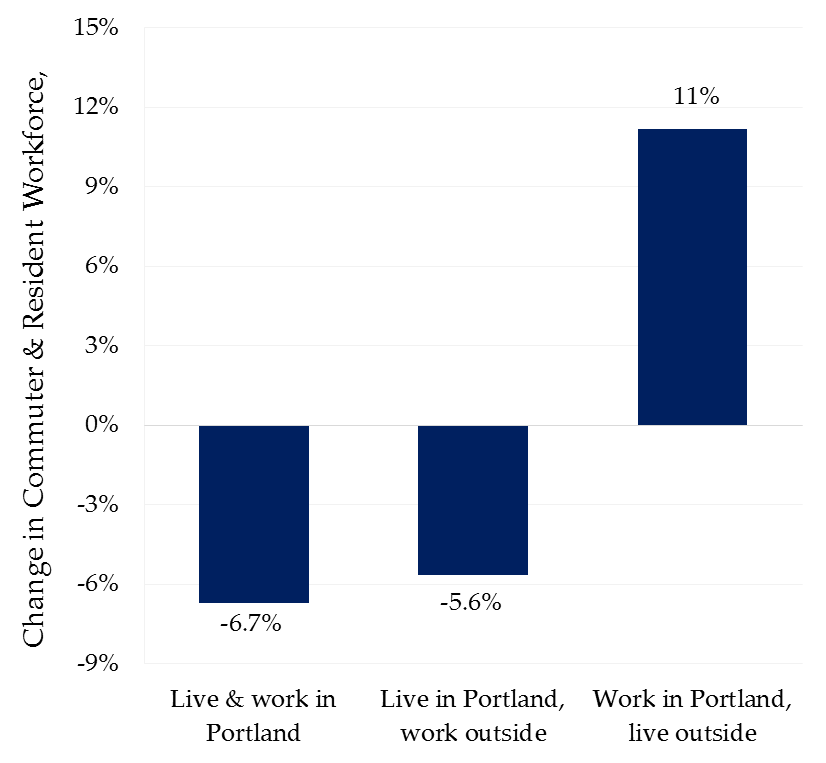 Change in Commuter & Resident Workforce,
15%
12%
9%
6%
3%
0%
-3%
-6%
-9%
11%
-6.7%
-5.6%
Live & work in
Portland
Live in Portland,
work outside
Work in Portland,
live outside